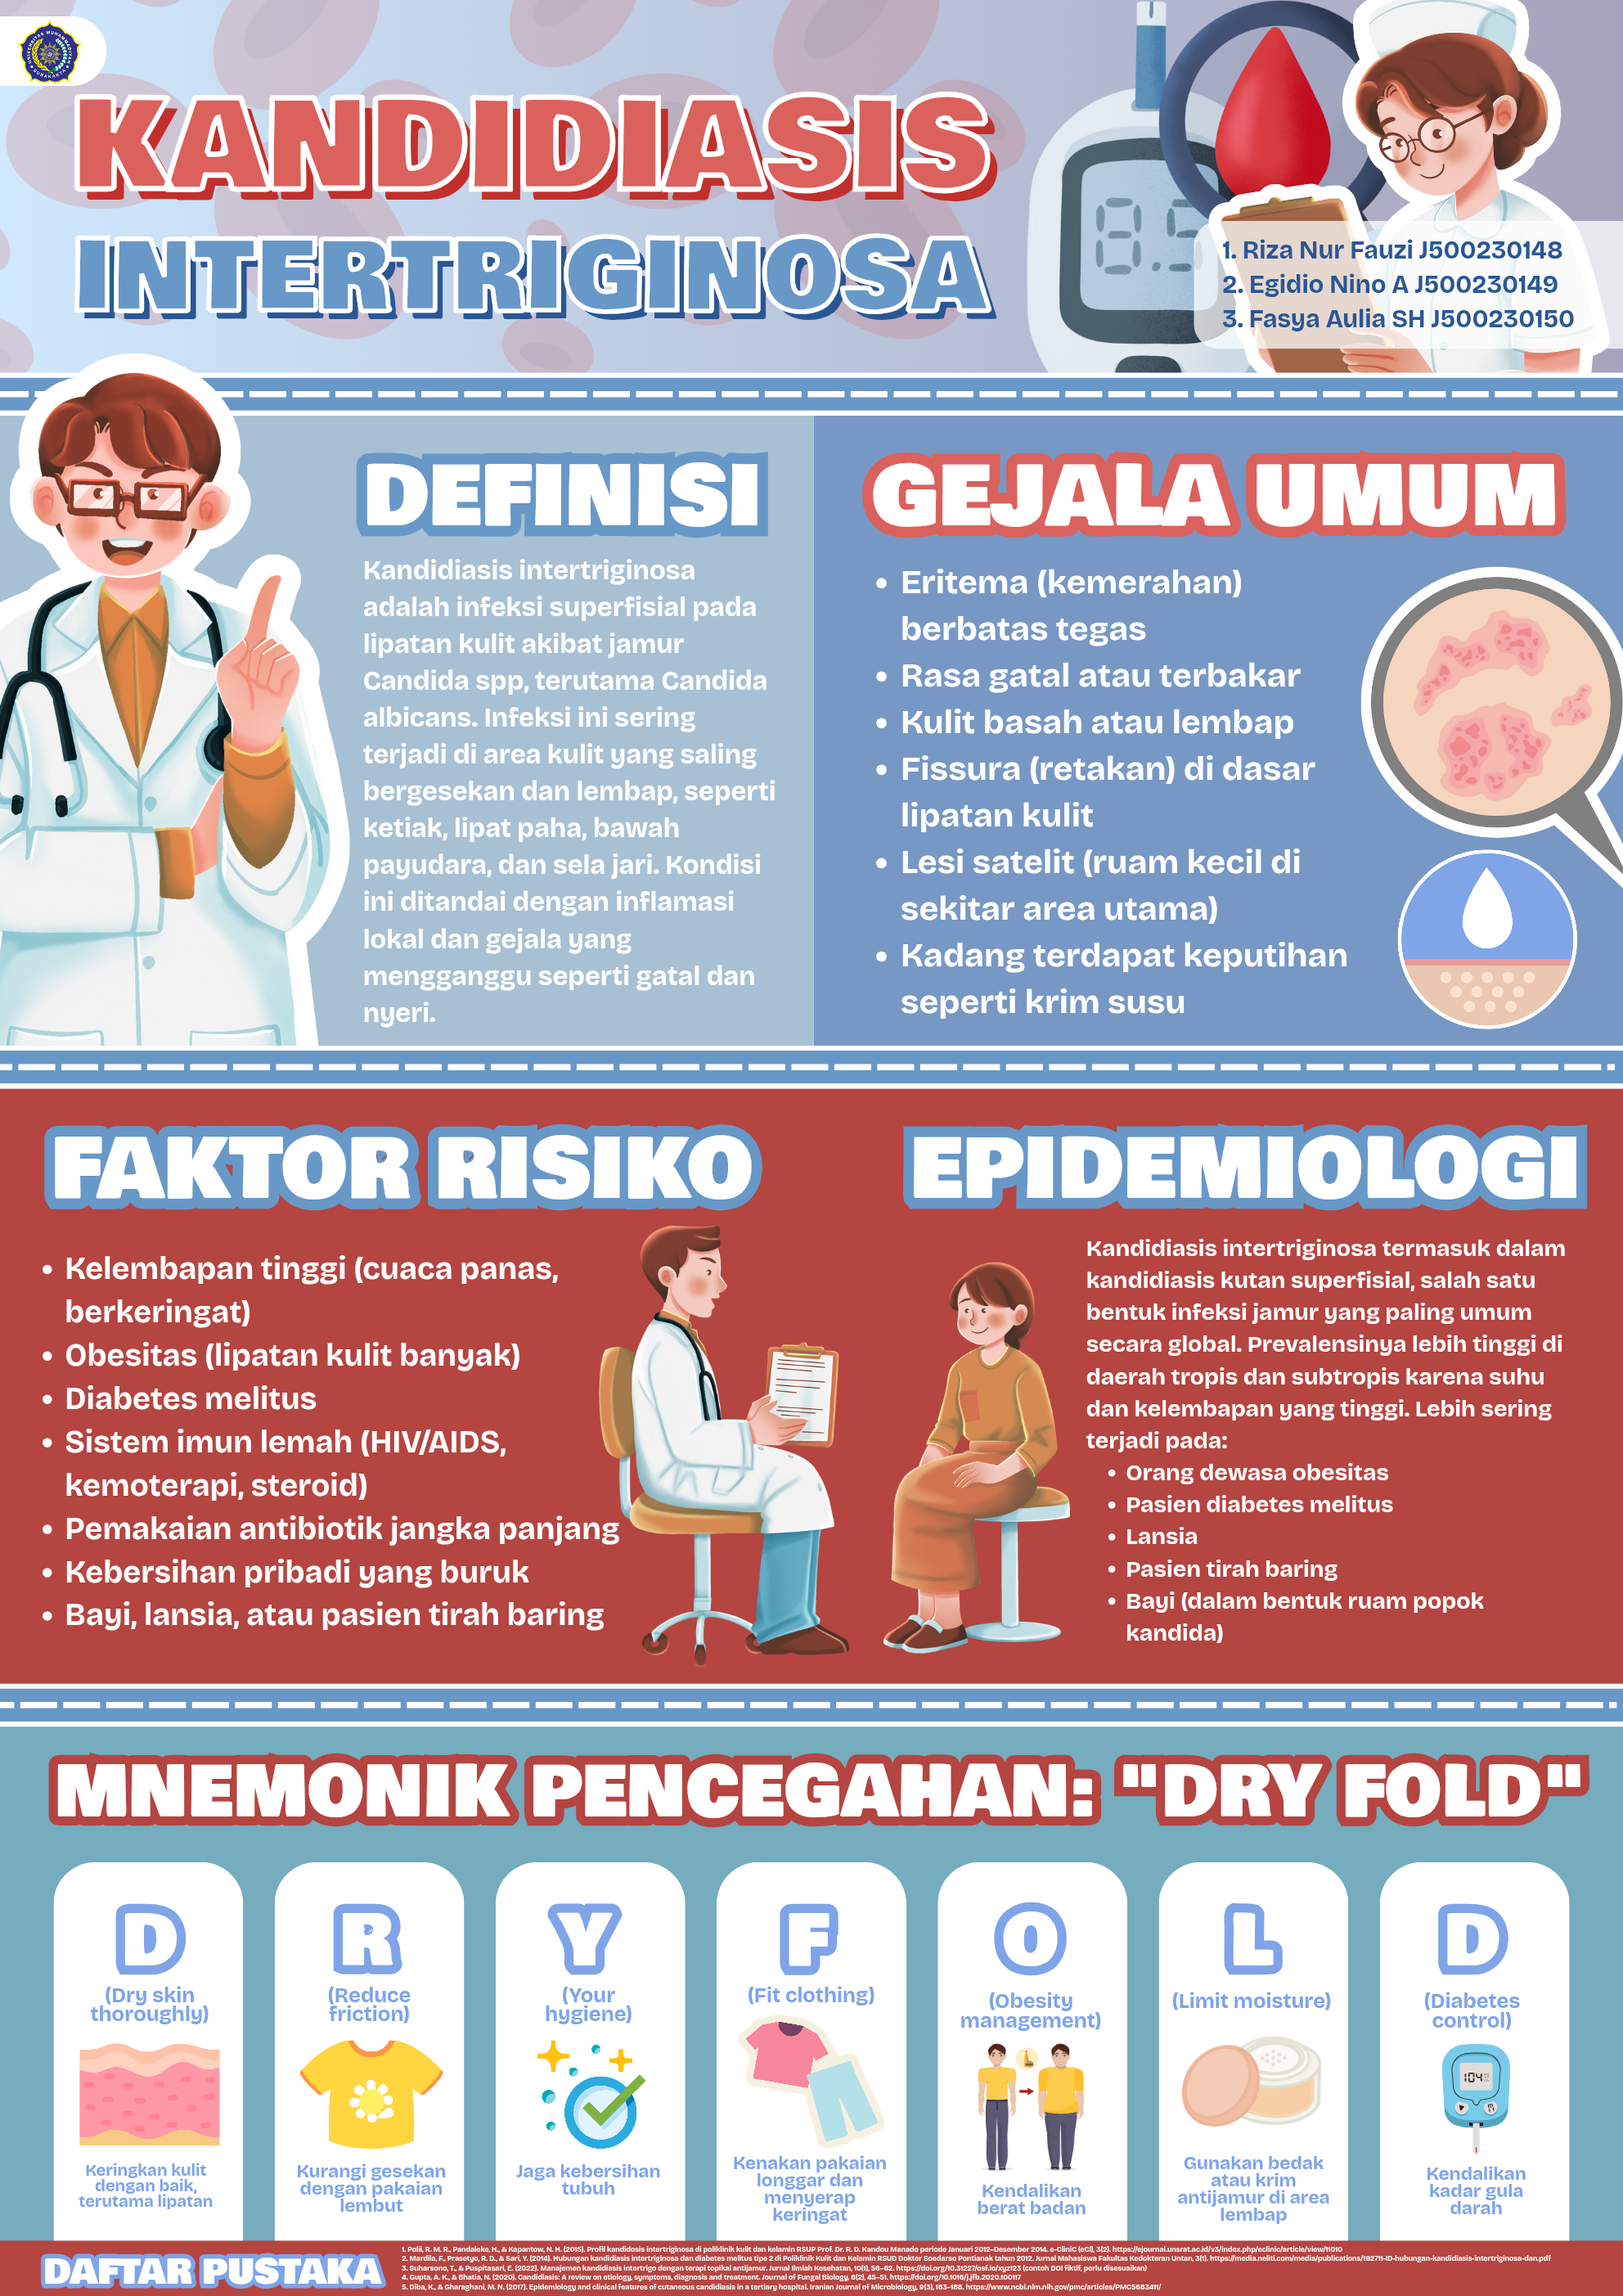 KANDIDIASIS
INTERTRIGINOSA
1. Riza Nur Fauzi J500230148
2. Egidio Nino A J500230149
3. Fasya Aulia SH J500230150
DEFINISI
Kandidiasis intertriginosa
adalah infeksi superfisial pada
lipatan kulit akibat jamur
Candida spp, terutama Candida
albicans. Infeksi ini sering
terjadi di area kulit yang saling
bergesekan dan lembap, seperti
ketiak, lipat paha, bawah
payudara, dan sela jari. Kondisi
ini ditandai dengan inflamasi
lokal dan gejala yang
mengganggu seperti gatal dan
nyeri.
GEJALA UMUM
• Eritema (kemerahan)
berbatas tegas
• Rasa gatal atau terbakar
• Kulit basah atau lembap
• Fissura (retakan) di dasar
lipatan kulit
• Lesi satelit (ruam kecil di
sekitar area utama)
• Kadang terdapat keputihan
seperti krim susu
FAKTOR RISIKO
• Kelembapan tinggi (cuaca panas,
berkeringat)
• Obesitas (lipatan kulit banyak)
• Diabetes melitus
• Sistem imun lemah (HIV/AIDS,
kemoterapi, steroid)
• Pemakaian antibiotik jangka panjang
• Kebersihan pribadi yang buruk
• Bayi, lansia, atau pasien tirah baring
EPIDEMIOLOGI
Kandidiasis intertriginosa termasuk dalam
kandidiasis kutan superfisial, salah satu
bentuk infeksi jamur yang paling umum
secara global. Prevalensinya lebih tinggi di
daerah tropis dan subtropis karena suhu
dan kelembapan yang tinggi. Lebih sering
terjadi pada:
• Orang dewasa obesitas
• Pasien diabetes melitus
• Lansia
• Pasien tirah baring
• Bayi (dalam bentuk ruam popok
kandida)
MNEMONIK PENCEGAHAN: "DRY FOLD"
D
(Dry skin
thoroughly)
Keringkan kulit
dengan baik,
terutama lipatan
R
(Reduce
friction)
Kurangi gesekan
dengan pakaian
lembut
Y
(Your
hygiene)
Jaga kebersihan
tubuh
F
(Fit clothing)
Kenakan pakaian
longgar dan
menyerap
keringat
O
(Obesity
management)
Kendalikan
berat badan
L
(Limit moisture)
Gunakan bedak
atau krim
antijamur di area
lembap
D
(Diabetes
control)
104
Kendalikan
kadar gula
darah
DAFTAR PUSTAKA
1. Polii, R. M. R., Pandaleke, H., & Kapantow, N. H. (2015). Profil kandidosis intertriginosa di poliklinik kulit dan kelamin RSUP Prof. Dr. R. D. Kandou Manado periode Januari 2012–Desember 2014. e-CliniC (eCl), 3(2). https://ejournal.unsrat.ac.id/v3/index.php/eclinic/article/view/11010
2. Mardila, F., Prasetyo, R. D., & Sari, Y. (2014). Hubungan kandidiasis intertriginosa dan diabetes melitus tipe 2 di Poliklinik Kulit dan Kelamin RSUD Dokter Soedarso Pontianak tahun 2012. Jurnal Mahasiswa Fakultas Kedokteran Untan, 3(1). https://media.neliti.com/media/publications/192711-ID-hubungan-kandidiasis-intertriginosa-dan.pdf
3. Suharsono, T., & Puspitasari, E. (2022). Manajemen kandidiasis intertrigo dengan terapi topikal antijamur. Jurnal Ilmiah Kesehatan, 10(1), 56–62. https://doi.org/10.31227/osf.io/xyz123 (contoh DOI fiktif, perlu disesuaikan)
4. Gupta, A. K., & Bhatia, N. (2020). Candidiasis: A review on etiology, symptoms, diagnosis and treatment. Journal of Fungal Biology, 8(2), 45–51. https://doi.org/10.1016/j.jfb.2020.100117
5. Diba, K., & Gharaghani, M. N. (2017). Epidemiology and clinical features of cutaneous candidiasis in a tertiary hospital. Iranian Journal of Microbiology, 9(3), 183–188. https://www.ncbi.nlm.nih.gov/pmc/articles/PMC5683411/